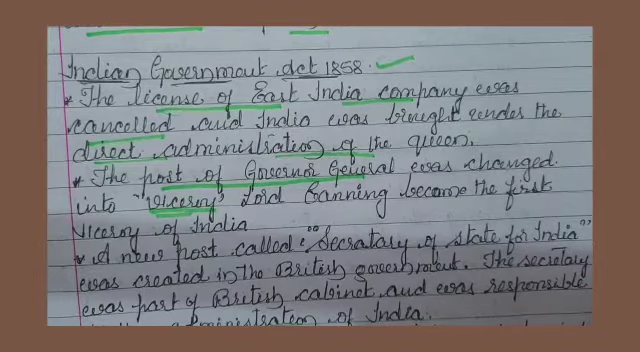 Indian Government Act 1858.
* The license of East India company was
cancelled and India was brought under the
direct administration of the queen.
* The post of Governor General was changed
into "Viceroy" Lord Canning become the first
Viceroy of India
* A new post called "Secratary of state for India"
was created in the British government. The secretary
was part of British cabinet and was responsible
administration of India.